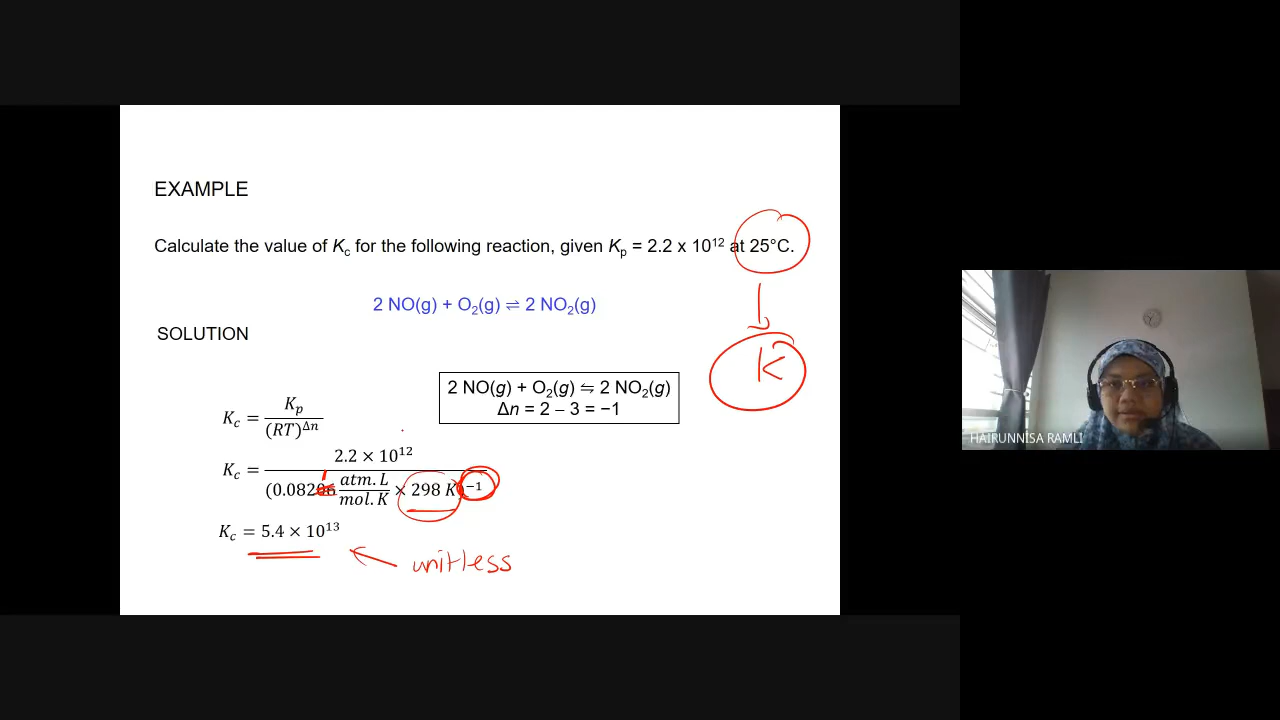 EXAMPLE
Calculate the value of Kc for the following reaction, given Kp = 2.2 x 10¹² at 25°C.
2 NO(g) + O₂(g) ⇌ 2 NO₂(g)
K
SOLUTION
2 NO(g) + O₂(g) ⇋ 2 NO₂(g)
Δn = 2 – 3 = −1
Kc = Kp / (RT)^Δn
Kc = 2.2 × 10¹² / (0.08206 atm.L / mol.K × 298 K)⁻¹
Kc = 5.4 × 10¹³
unitless
HAIRUNNISA RAMLI